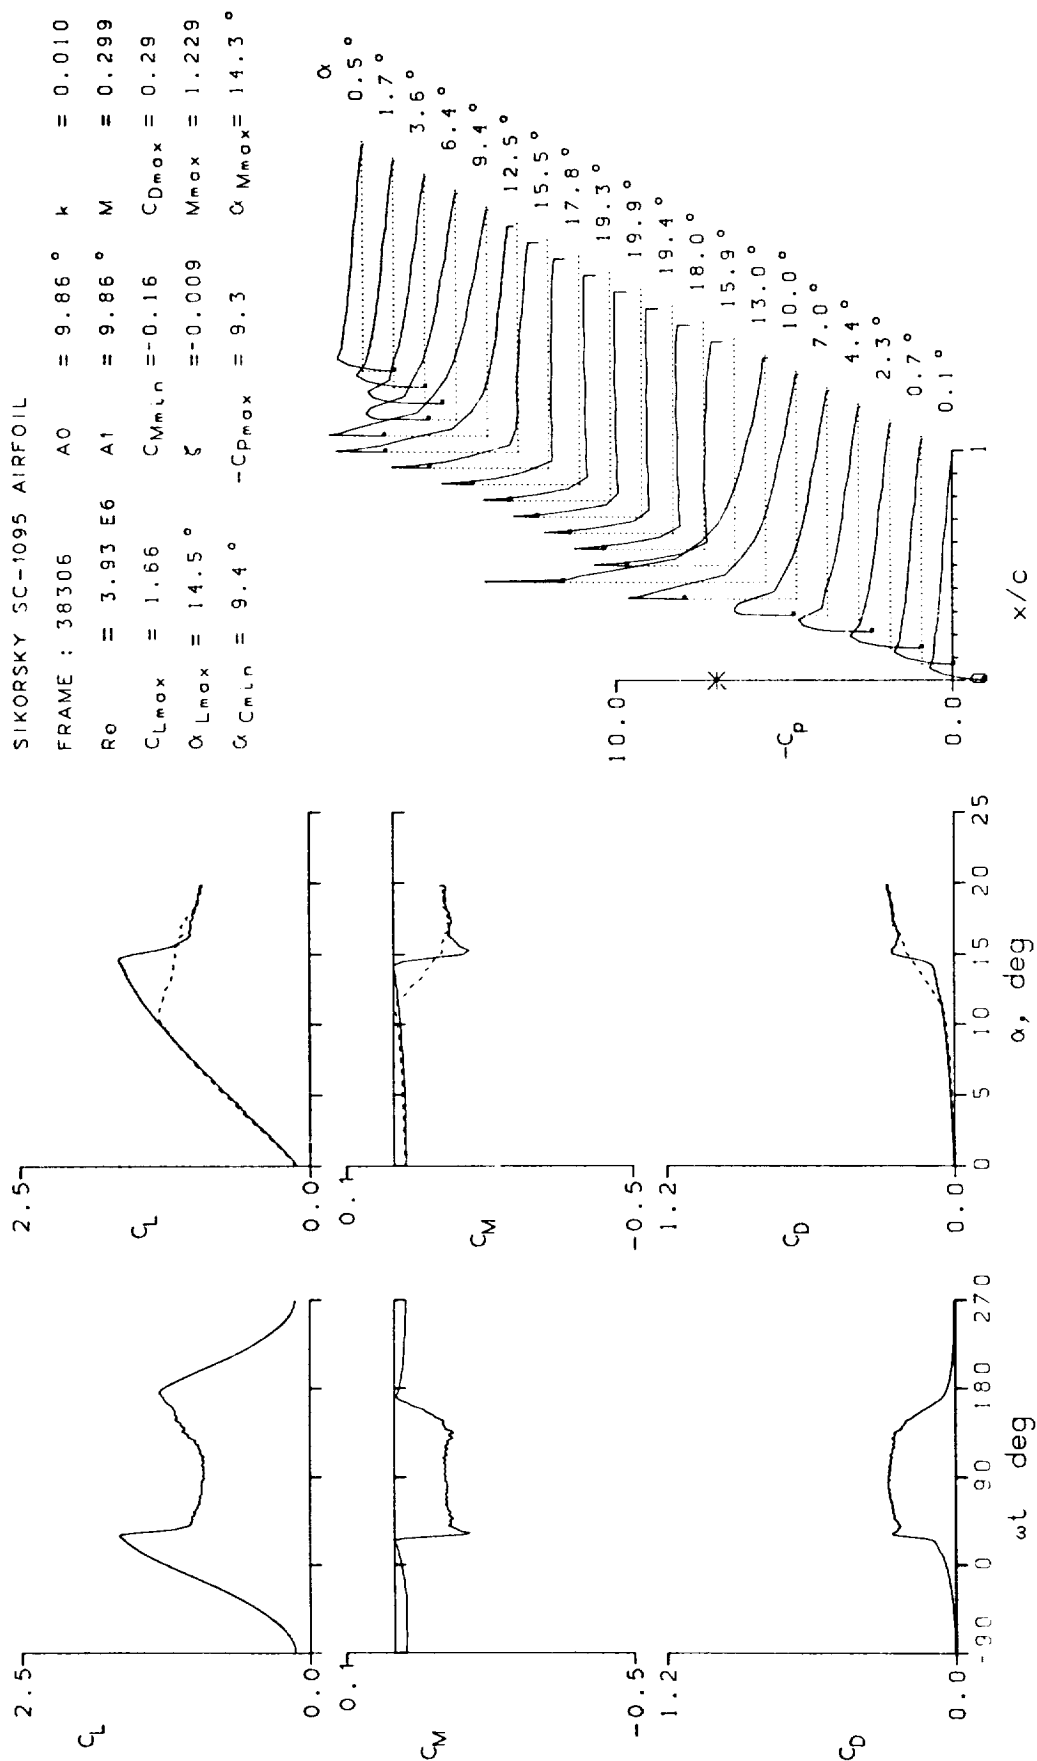 SIKORSKY SC-1095 AIRFOIL
FRAME : 38306 A0 = 9.86° k = 0.010
Re = 3.93 E6 A1 = 9.86° M = 0.299
CLmax = 1.66 CMmin =-0.16 CDmax = 0.29
αLmax = 14.5° ζ =-0.009 Mmax = 1.229
αCmin = 9.4° -CPmax = 9.3 αMmax= 14.3°
α
0.5°
1.7°
3.6°
6.4°
9.4°
12.5°
15.5°
17.8°
19.3°
19.9°
19.4°
18.0°
15.9°
13.0°
10.0°
7.0°
4.4°
2.3°
0.7°
0.1°
10.0
-Cp
0.0
1
x/c
2.5
CL
0.0
0.1
CM
-0.5
1.2
CD
0.0
-90 0 90 180 270
ωt deg
2.5
CL
0.0
0.1
CM
-0.5
1.2
CD
0.0
0 5 10 15 20 25
α, deg